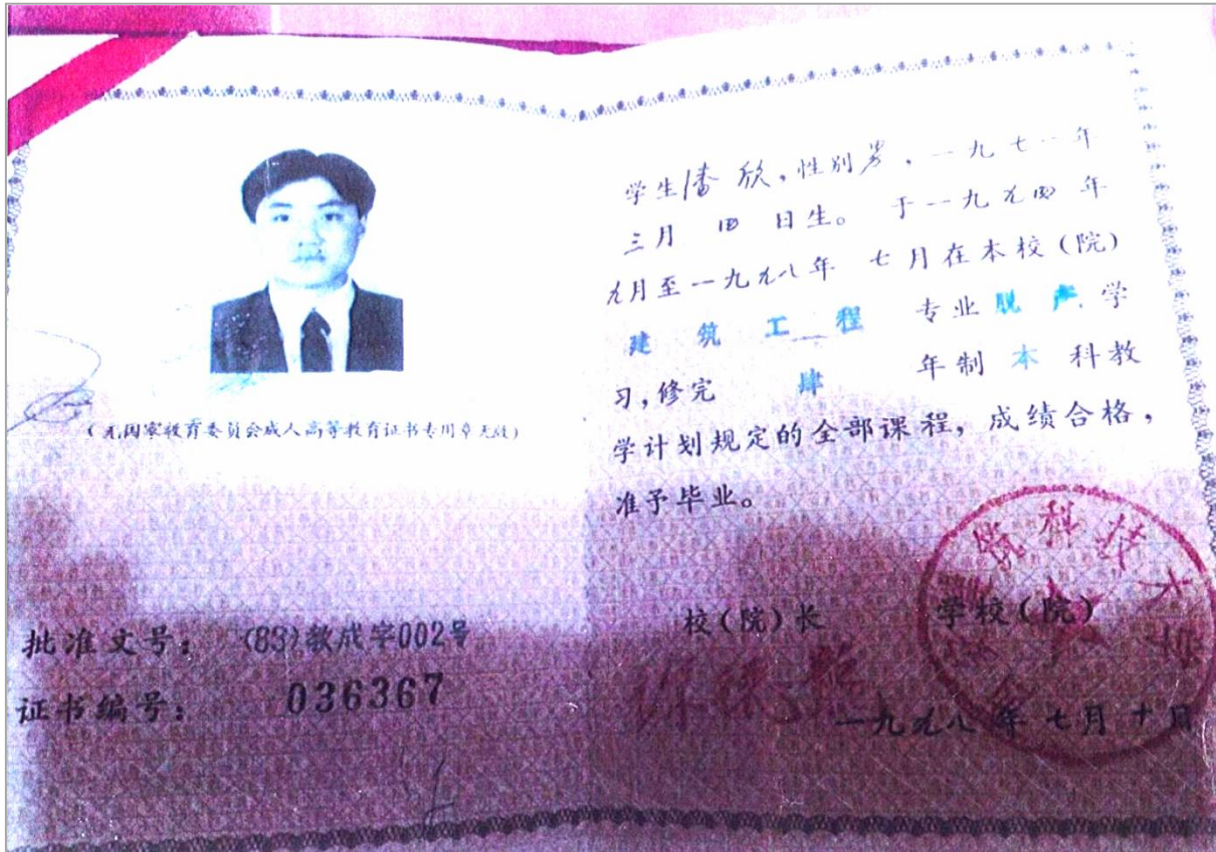 （无国家教育委员会成人高等教育证书专用章无效）
批准文号： (83)教成字002号
证书编号： 036367
学生潘欣,性别男,一九七一年
三月 四 日生。 于一九九四 年
九月至一九九八年 七月在本校(院)
建筑工程 专业 脱产 学
习,修完 肆 年制 本 科教
学计划规定的全部课程, 成绩合格,
准予毕业。
校(院)长 学校(院)
一九九八年七月十日